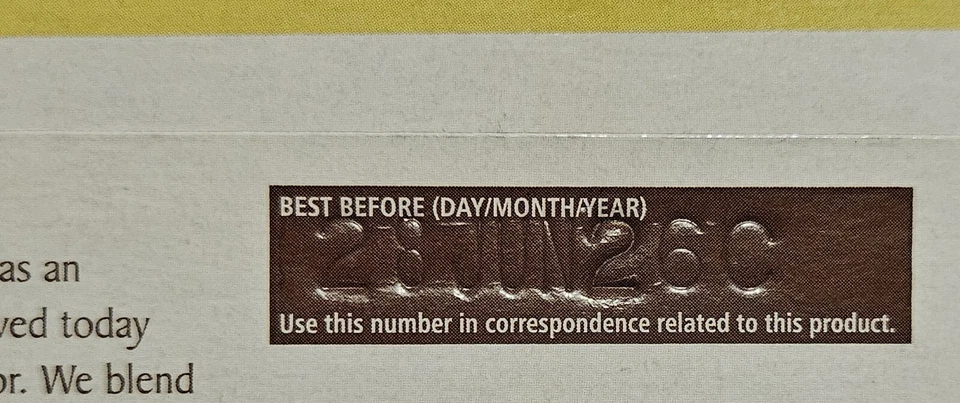 BEST BEFORE (DAY/MONTH/YEAR)
28JUN26C
Use this number in correspondence related to this product.
as an
ved today
or. We blend